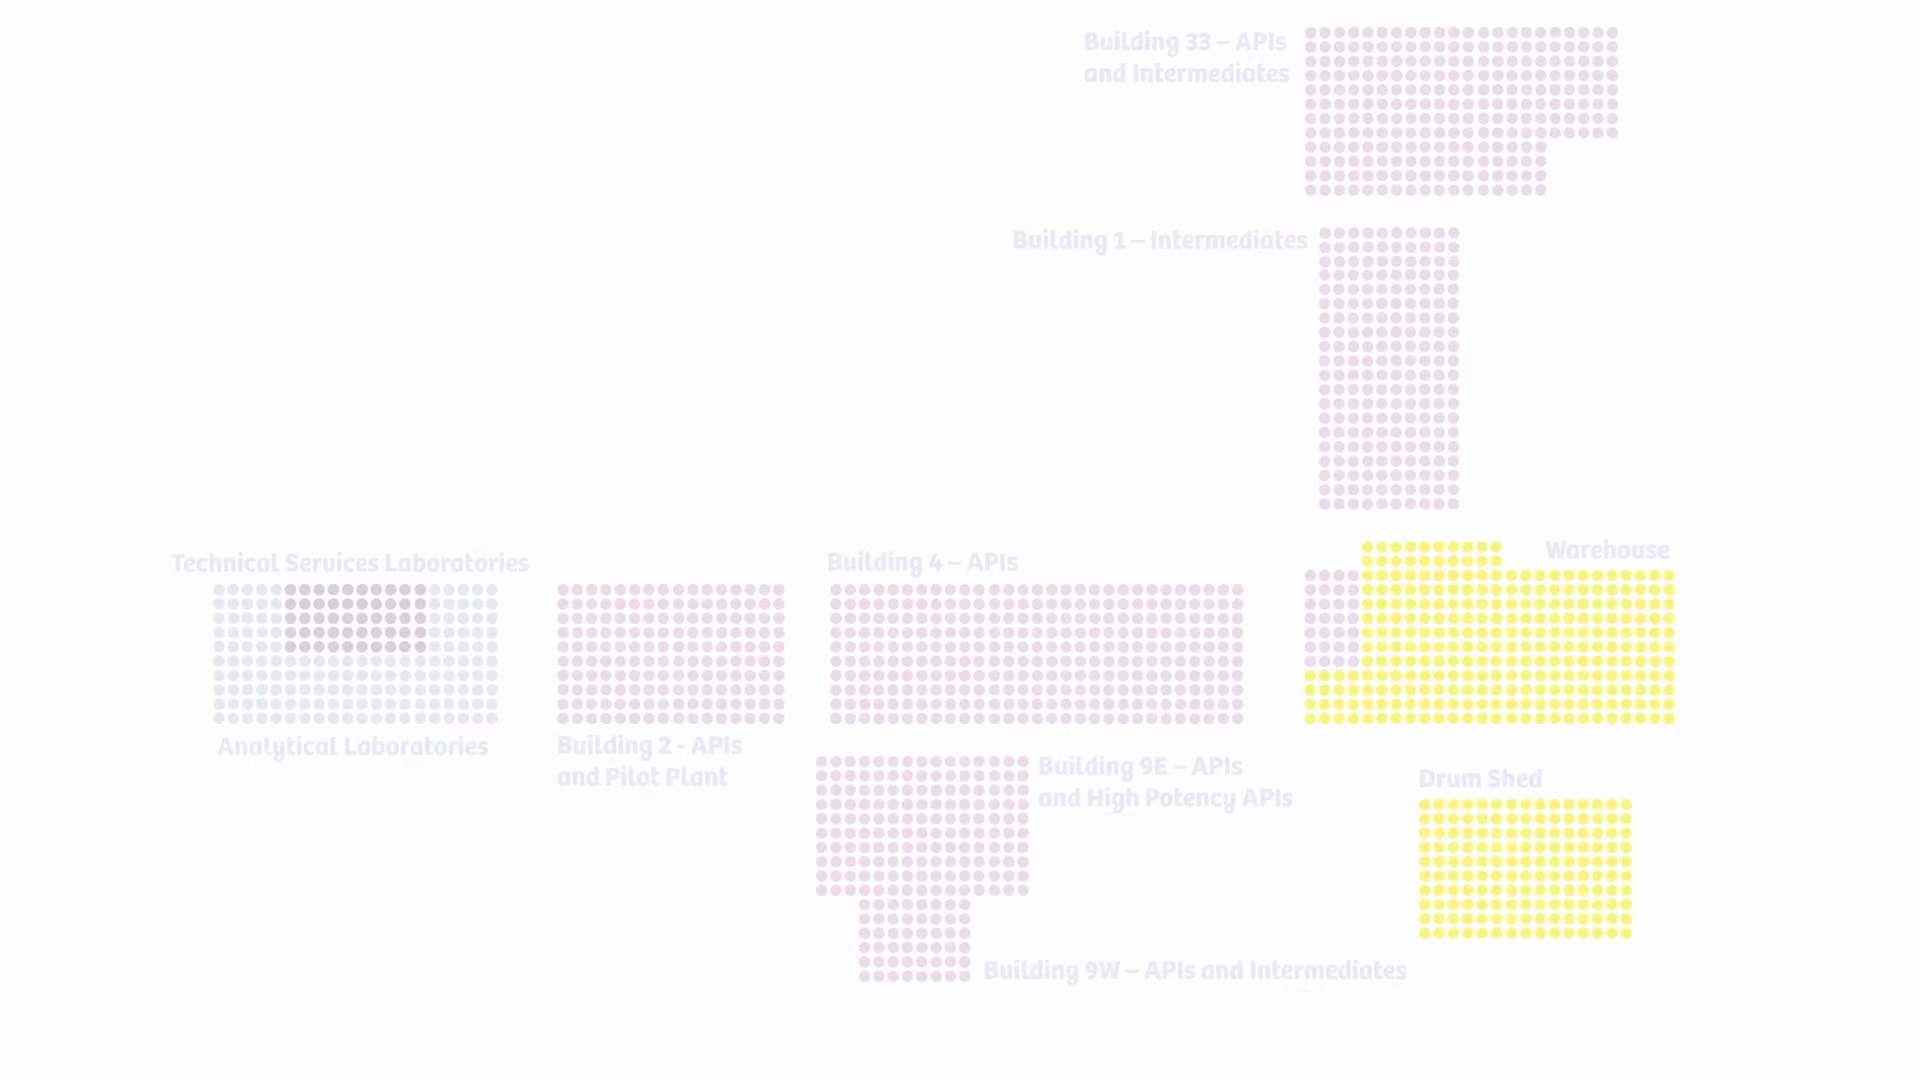 Building 33 – APIs
and Intermediates
Building 1 – Intermediates
Technical Services Laboratories
Building 4 – APIs
Warehouse
Analytical Laboratories
Building 2 - APIs
and Pilot Plant
Building 9E – APIs
and High Potency APIs
Drum Shed
Building 9W – APIs and Intermediates